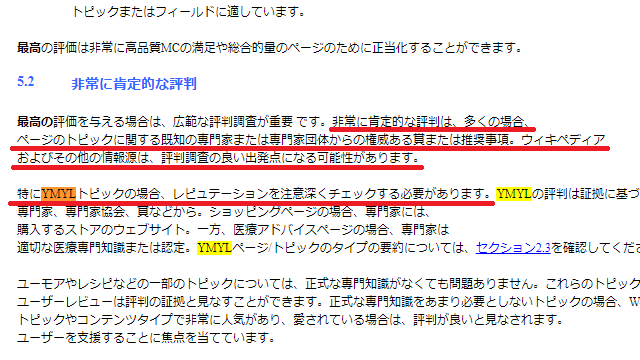 トピックまたはフィールドに適しています。
最高の評価は非常に高品質MCの満足や総合的量のページのために正当化することができます。
5.2 非常に肯定的な評判
最高の評価を与える場合は、広範な評判調査が重要 です。非常に肯定的な評判は、多くの場合、
ページのトピックに関する既知の専門家または専門家団体からの権威ある賞または推奨事項。ウィキペディア
およびその他の情報源は、評判調査の良い出発点になる可能性があります。
特にYMYLトピックの場合、レピュテーションを注意深くチェックする必要があります。YMYLの評判は証拠に基づ
専門家、専門家協会、賞などから。ショッピングページの場合、専門家には、
購入するストアのウェブサイト。一方、医療アドバイスページの場合、専門家は
適切な医療専門知識または認定。YMYLページ/トピックのタイプの要約については、セクション2.3を確認してくださ
ユーモアやレシピなどの一部のトピックについては、正式な専門知識がなくても問題ありません。これらのトピック
ユーザーレビューは評判の証拠と見なすことができます。正式な専門知識をあまり必要としないトピックの場合、W
トピックやコンテンツタイプで非常に人気があり、愛されている場合は、評判が良いと見なされます。
ユーザーを支援することに焦点を当てています。